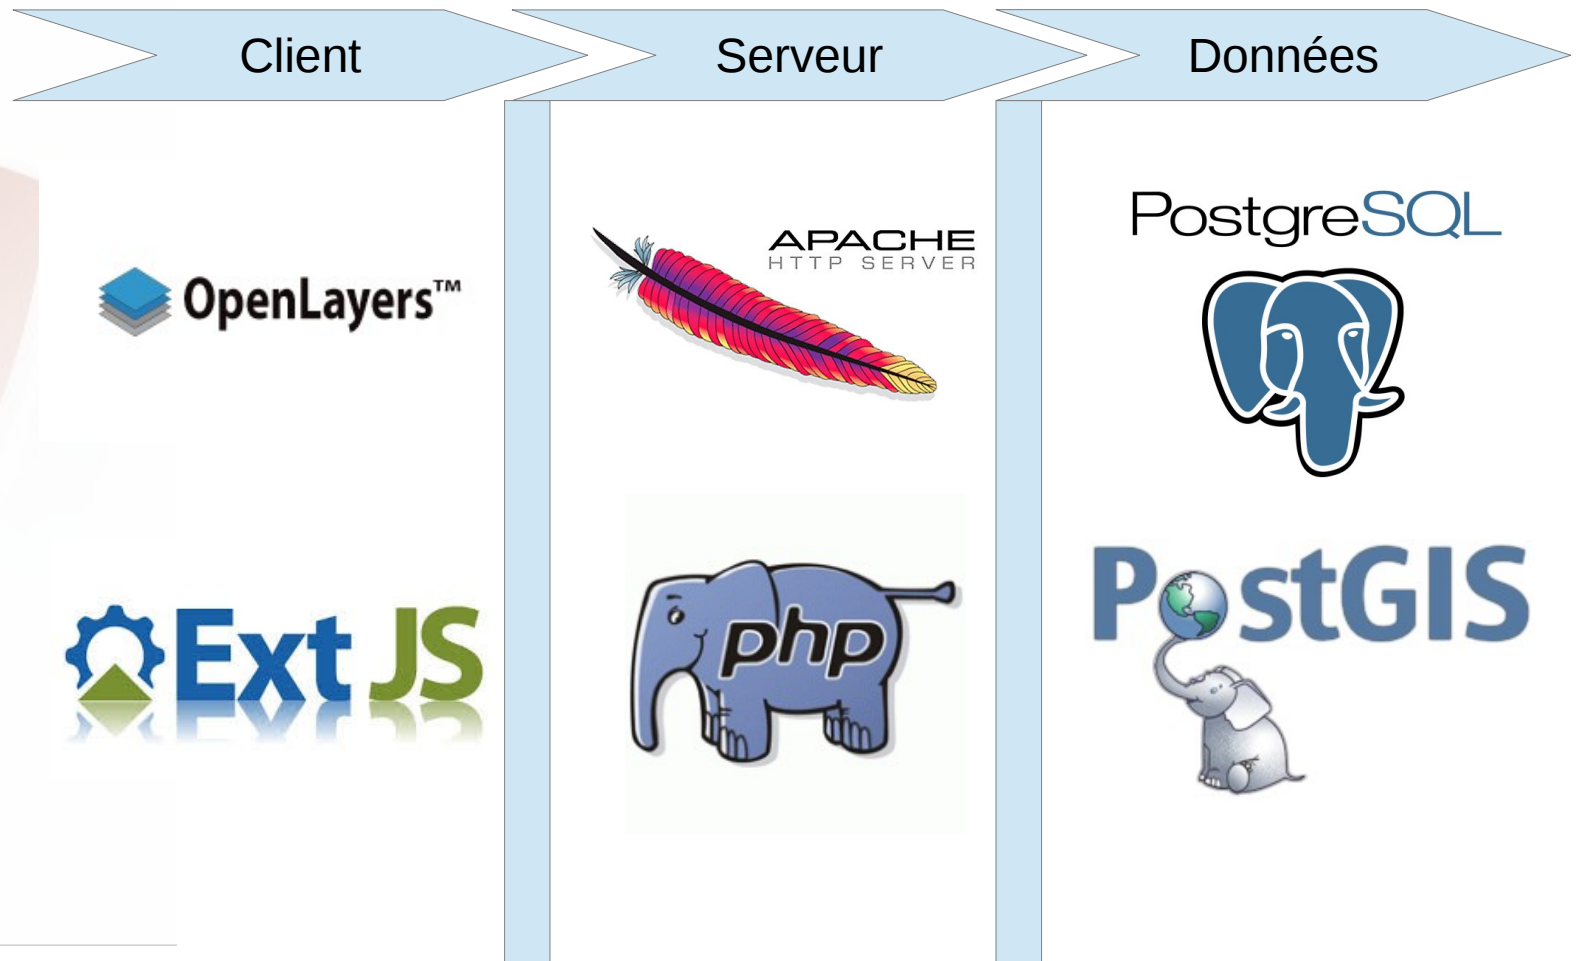 Client
Serveur
Données
OpenLayers™
APACHE
HTTP SERVER
PostgreSQL
Ext JS
php
PostGIS